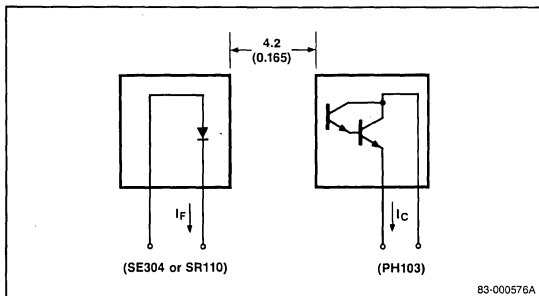 4.2
(0.165)
IF
IC
(SE304 or SR110)
(PH103)
83-000576A